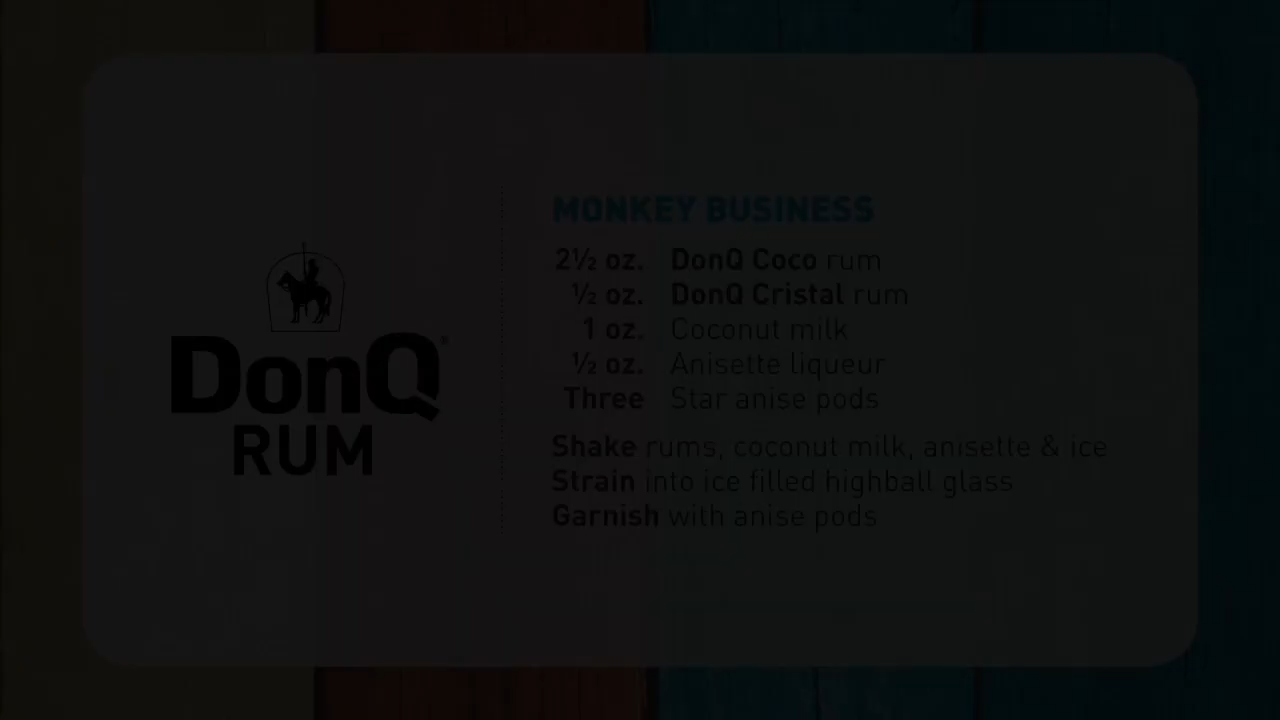 DonQ
RUM
MONKEY BUSINESS
2½ oz. DonQ Coco rum
½ oz. DonQ Cristal rum
1 oz. Coconut milk
½ oz. Anisette liqueur
Three Star anise pods
Shake rums, coconut milk, anisette & ice
Strain into ice filled highball glass
Garnish with anise pods